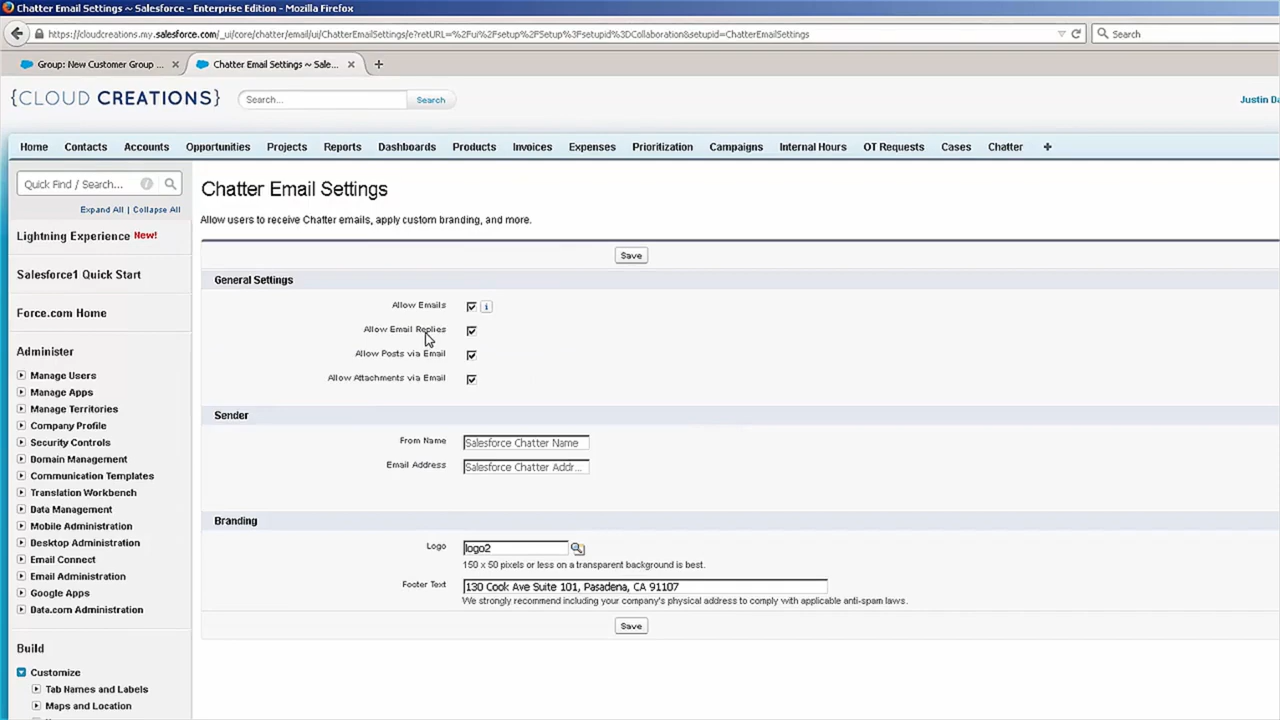 Chatter Email Settings ~ Salesforce - Enterprise Edition - Mozilla Firefox
https://cloudcreations.my.salesforce.com/_ui/core/chatter/email/ui/ChatterEmailSettings/e?retURL=%2Fui%2Fsetup%2FSetup%3Fsetupid%3DCollaboration&setupid=ChatterEmailSettings
Search
Group: New Customer Group ...
Chatter Email Settings ~ Sale...
{CLOUD CREATIONS}
Search...
Search
Justin Da
Home Contacts Accounts Opportunities Projects Reports Dashboards Products Invoices Expenses Prioritization Campaigns Internal Hours OT Requests Cases Chatter +
Quick Find / Search...
Expand All | Collapse All
Lightning Experience New!
Salesforce1 Quick Start
Force.com Home
Administer
Manage Users
Manage Apps
Manage Territories
Company Profile
Security Controls
Domain Management
Communication Templates
Translation Workbench
Data Management
Mobile Administration
Desktop Administration
Email Connect
Email Administration
Google Apps
Data.com Administration
Build
Customize
Tab Names and Labels
Maps and Location
Chatter Email Settings
Allow users to receive Chatter emails, apply custom branding, and more.
Save
General Settings
Allow Emails
Allow Email Replies
Allow Posts via Email
Allow Attachments via Email
Sender
From Name Salesforce Chatter Name
Email Address Salesforce Chatter Addr...
Branding
Logo logo2
150 x 50 pixels or less on a transparent background is best.
Footer Text 130 Cook Ave Suite 101, Pasadena, CA 91107
We strongly recommend including your company's physical address to comply with applicable anti-spam laws.
Save